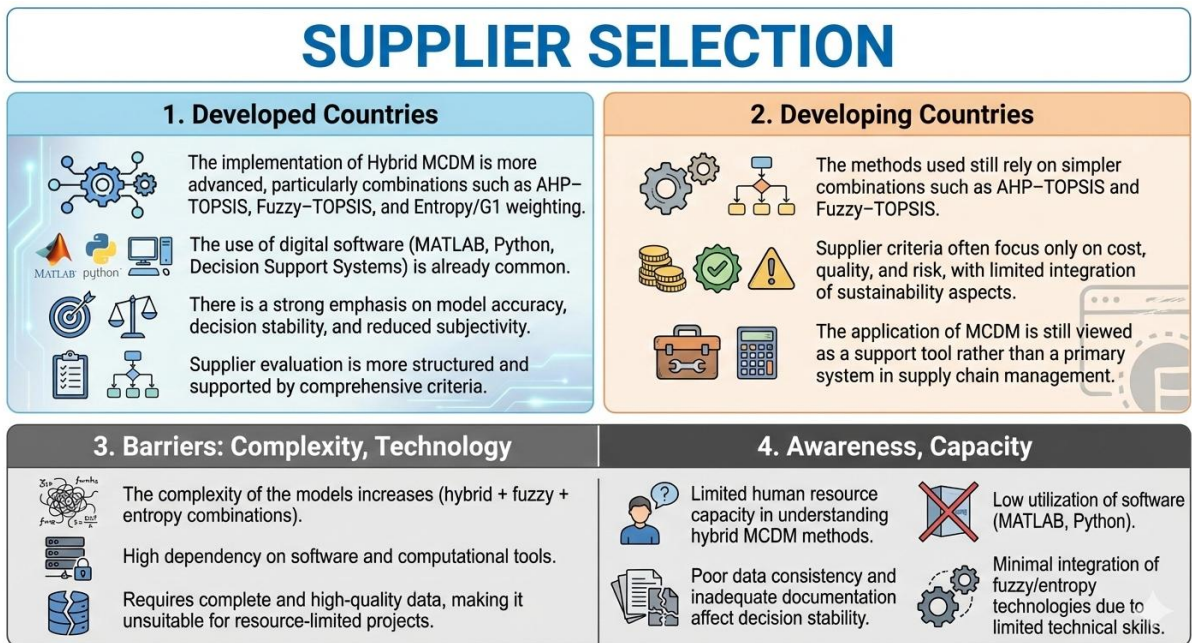 SUPPLIER SELECTION
1. Developed Countries
The implementation of Hybrid MCDM is more
advanced, particularly combinations such as AHP–
TOPSIS, Fuzzy–TOPSIS, and Entropy/G1 weighting.
MATLAB python
The use of digital software (MATLAB, Python,
Decision Support Systems) is already common.
There is a strong emphasis on model accuracy,
decision stability, and reduced subjectivity.
Supplier evaluation is more structured and
supported by comprehensive criteria.
2. Developing Countries
The methods used still rely on simpler
combinations such as AHP–TOPSIS and
Fuzzy–TOPSIS.
Supplier criteria often focus only on cost,
quality, and risk, with limited integration
of sustainability aspects.
The application of MCDM is still viewed
as a support tool rather than a primary
system in supply chain management.
3. Barriers: Complexity, Technology
The complexity of the models increases (hybrid + fuzzy +
entropy combinations).
High dependency on software and computational tools.
Requires complete and high-quality data, making it
unsuitable for resource-limited projects.
4. Awareness, Capacity
Limited human resource
capacity in understanding
hybrid MCDM methods.
Low utilization of software
(MATLAB, Python).
Poor data consistency and
inadequate documentation
affect decision stability.
Minimal integration of
fuzzy/entropy
technologies due to
limited technical skills.